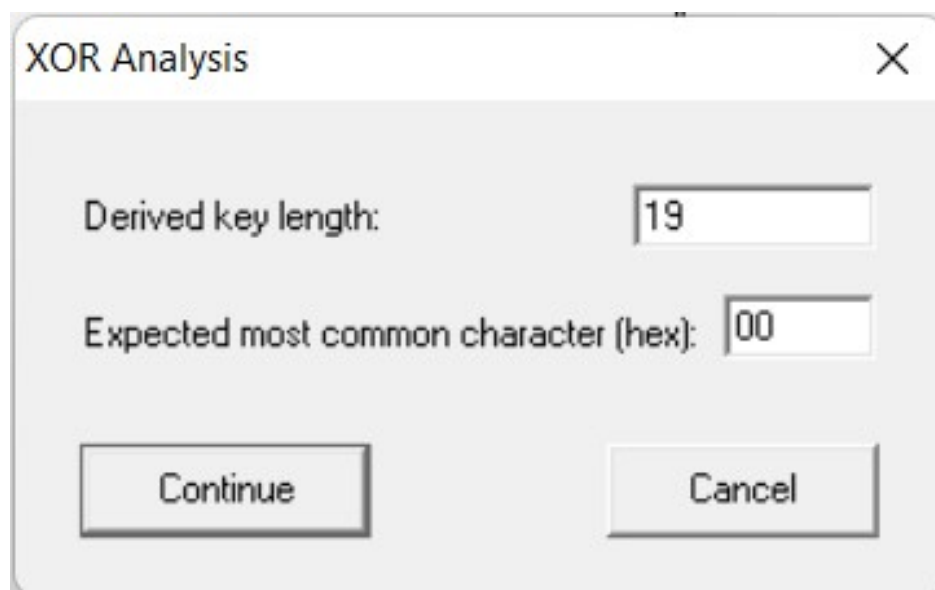 XOR Analysis
Derived key length: 19
Expected most common character (hex): 00
Continue Cancel